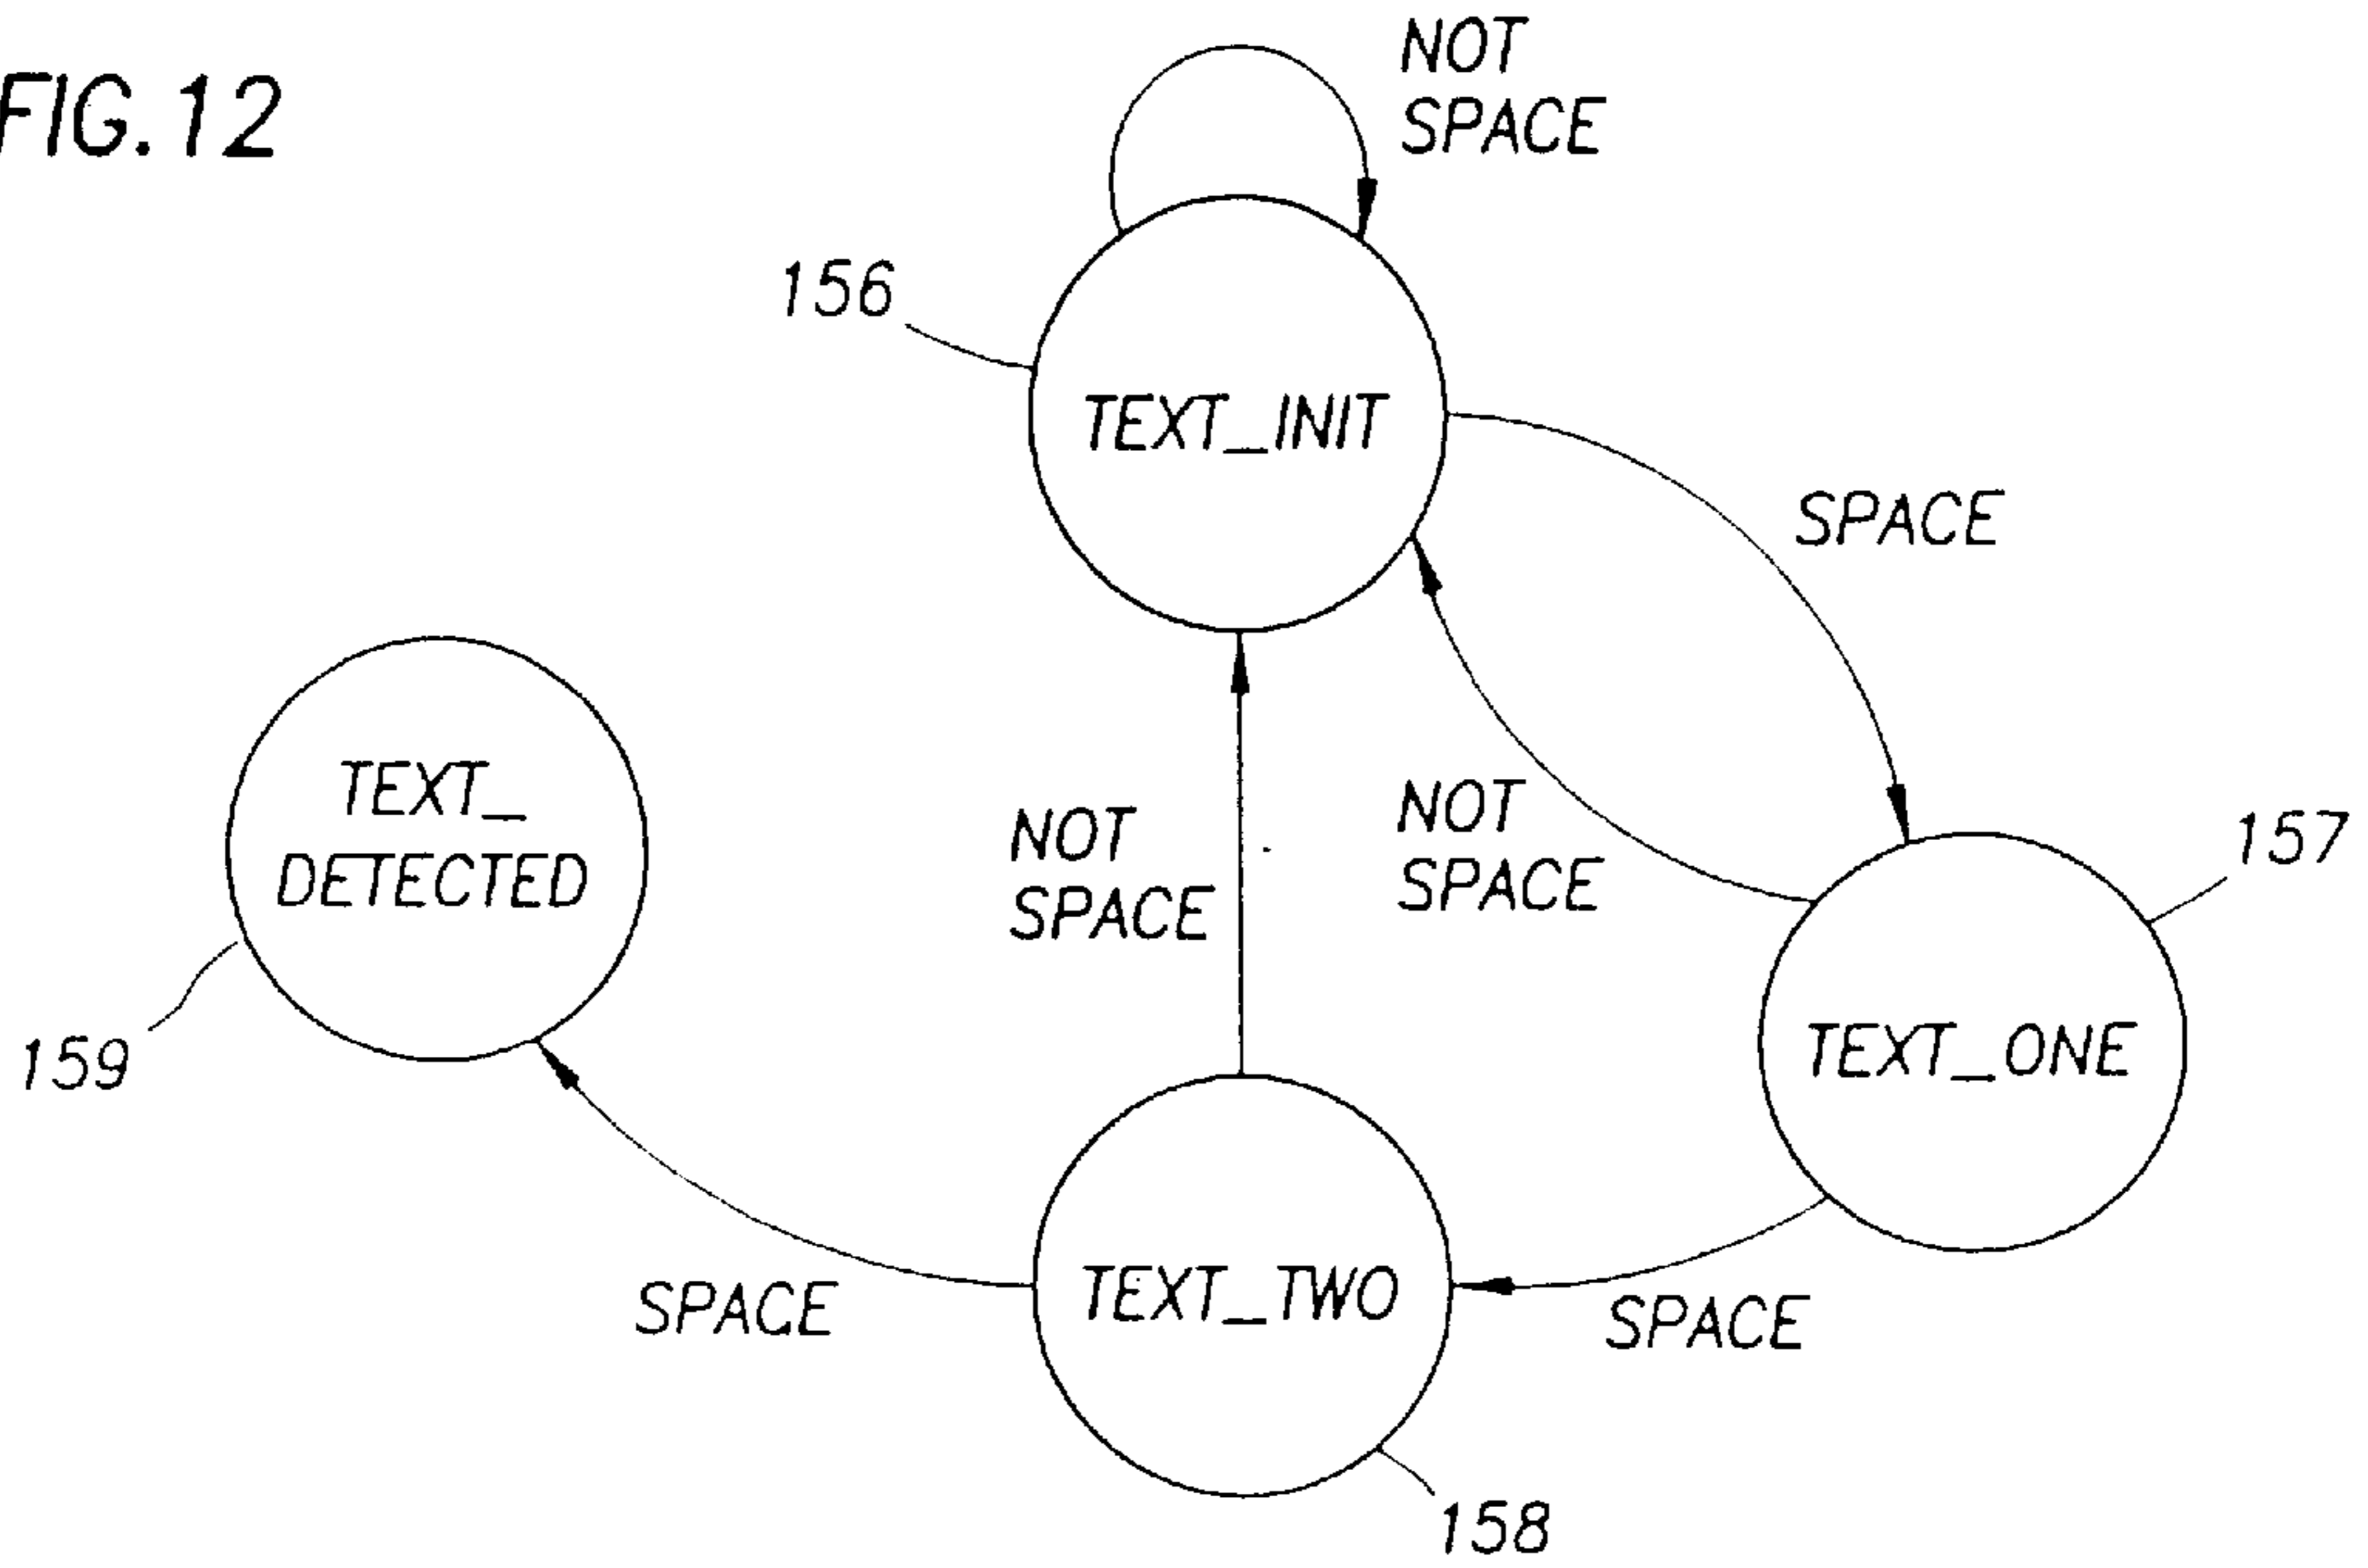 FIG.12
NOT
SPACE
156
TEXT_INIT
SPACE
TEXT_
DETECTED
NOT
SPACE
NOT
SPACE
157
159
TEXT_ONE
TEXT_TWO
SPACE
SPACE
158